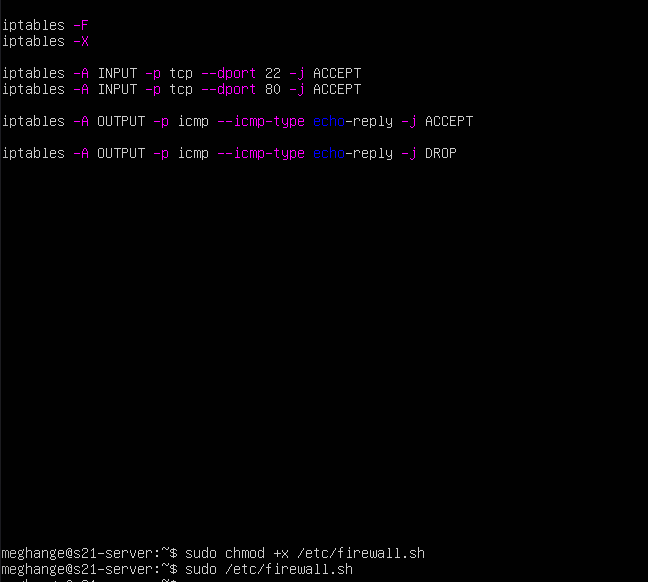 iptables -F
iptables -X
iptables -A INPUT -p tcp --dport 22 -j ACCEPT
iptables -A INPUT -p tcp --dport 80 -j ACCEPT
iptables -A OUTPUT -p icmp --icmp-type echo-reply -j ACCEPT
iptables -A OUTPUT -p icmp --icmp-type echo-reply -j DROP
meghange@s21-server:~$ sudo chmod +x /etc/firewall.sh
meghange@s21-server:~$ sudo /etc/firewall.sh